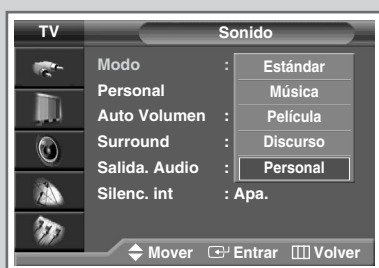 TV Sonido
Modo : Estándar
Personal Música
Auto Volumen : Película
Surround : Discurso
Salida. Audio : Personal
Silenc. int : Apa.
Mover Entrar Volver